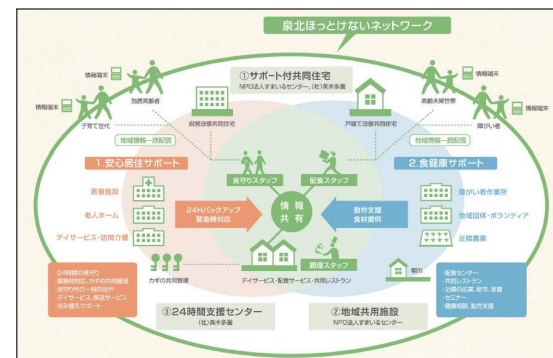 泉北ほっとけないネットワーク
①サポート付共同住宅
NPO法人すまいるセンター、(社)美木多園
情報端末
独居高齢者
情報端末
子育て世代
府営改修共同住宅
戸建て改修共同住宅
高齢夫婦世帯
情報端末
情報端末
障がい者
地域情報一括配信
地域情報一括配信
1.安心居住サポート
2.食健康サポート
見守りスタッフ
配食スタッフ
医療施設
老人ホーム
デイサービス・訪問介護
24Hバックアップ
緊急時対応
情報
共有
勤労支援
食材提供
障がい者作業所
地域団体・ボランティア
近隣農業
調理スタッフ
カギの共同管理
デイサービス・配食サービス・共同レストラン
朝市
・24時間の見守り
・緊急時対応、カギの共同管理
・見守り付の一時的住戸
・デイサービス、移送サービス
・住み替えサポート
・配食センター
・共同レストラン
・近隣の応菜、朝市、菜園
・セミナー
・健康相談、勤労支援
③24時間支援センター
(社)美木多園
②地域共用施設
NPO法人すまいるセンター